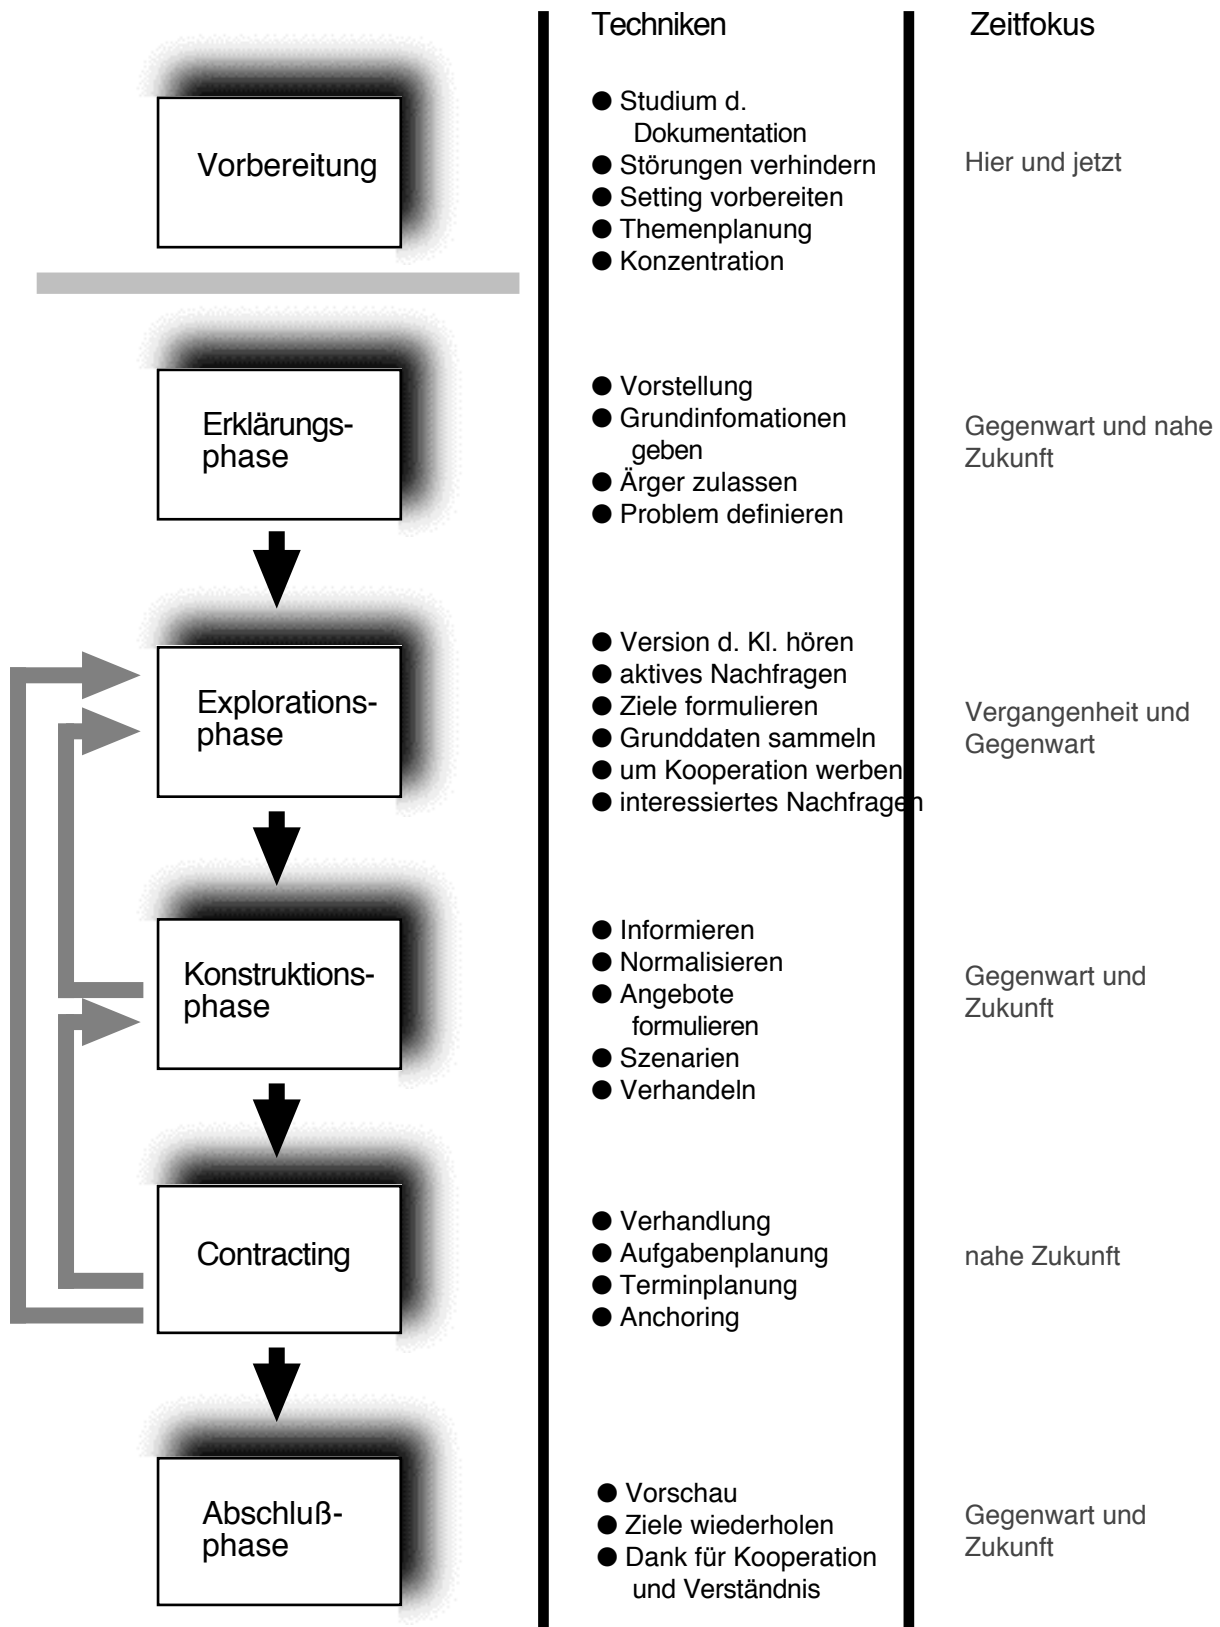 Techniken
Zeitfokus
Vorbereitung
● Studium d.
Dokumentation
● Störungen verhindern
● Setting vorbereiten
● Themenplanung
● Konzentration
Hier und jetzt
Erklärungs-
phase
● Vorstellung
● Grundinfomationen
geben
● Ärger zulassen
● Problem definieren
Gegenwart und nahe
Zukunft
Explorations-
phase
● Version d. Kl. hören
● aktives Nachfragen
● Ziele formulieren
● Grunddaten sammeln
● um Kooperation werben
● interessiertes Nachfragen
Vergangenheit und
Gegenwart
Konstruktions-
phase
● Informieren
● Normalisieren
● Angebote
formulieren
● Szenarien
● Verhandeln
Gegenwart und
Zukunft
Contracting
● Verhandlung
● Aufgabenplanung
● Terminplanung
● Anchoring
nahe Zukunft
Abschluß-
phase
● Vorschau
● Ziele wiederholen
● Dank für Kooperation
und Verständnis
Gegenwart und
Zukunft